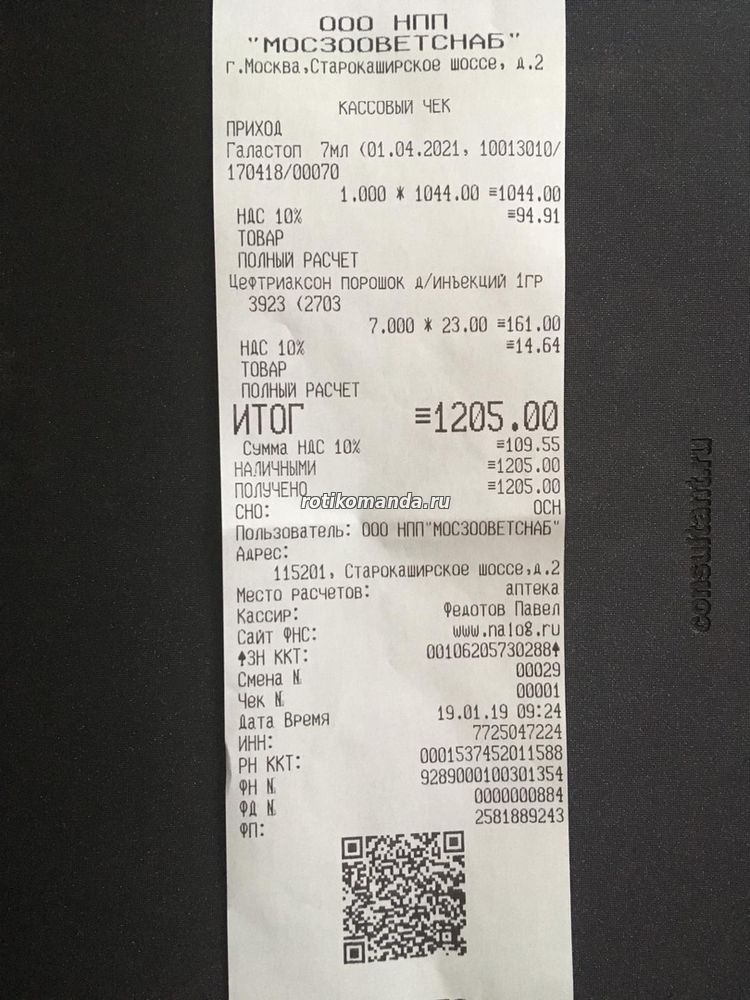 ООО НПП
"МОСЗООВЕТСНАБ"
г.Москва,Старокаширское шоссе, д.2
КАССОВЫЙ ЧЕК
ПРИХОД
Галастоп 7мл (01.04.2021, 10013010/
170418/00070
1.000 * 1044.00 ≡1044.00
НДС 10% ≡94.91
ТОВАР
ПОЛНЫЙ РАСЧЕТ
Цефтриаксон порошок д/инъекций 1гр
3923 (2703
7.000 * 23.00 ≡161.00
НДС 10% ≡14.64
ТОВАР
ПОЛНЫЙ РАСЧЕТ
ИТОГ ≡1205.00
Сумма НДС 10% ≡109.55
НАЛИЧНЫМИ ≡1205.00
ПОЛУЧЕНО ≡1205.00
rotikomanda.ru
СНО: ОСН
Пользователь: ООО НПП"МОСЗООВЕТСНАБ"
Адрес:
115201, Старокаширское шоссе,д.2
Место расчетов: аптека
Кассир: Федотов Павел
Сайт ФНС: www.nalog.ru
ЗН ККТ: 00106205730288
Смена № 00029
Чек № 00001
Дата Время 19.01.19 09:24
ИНН: 7725047224
РН ККТ: 0001537452011588
ФН № 9289000100301354
ФД № 0000000884
ФП: 2581889243
consultant.ru